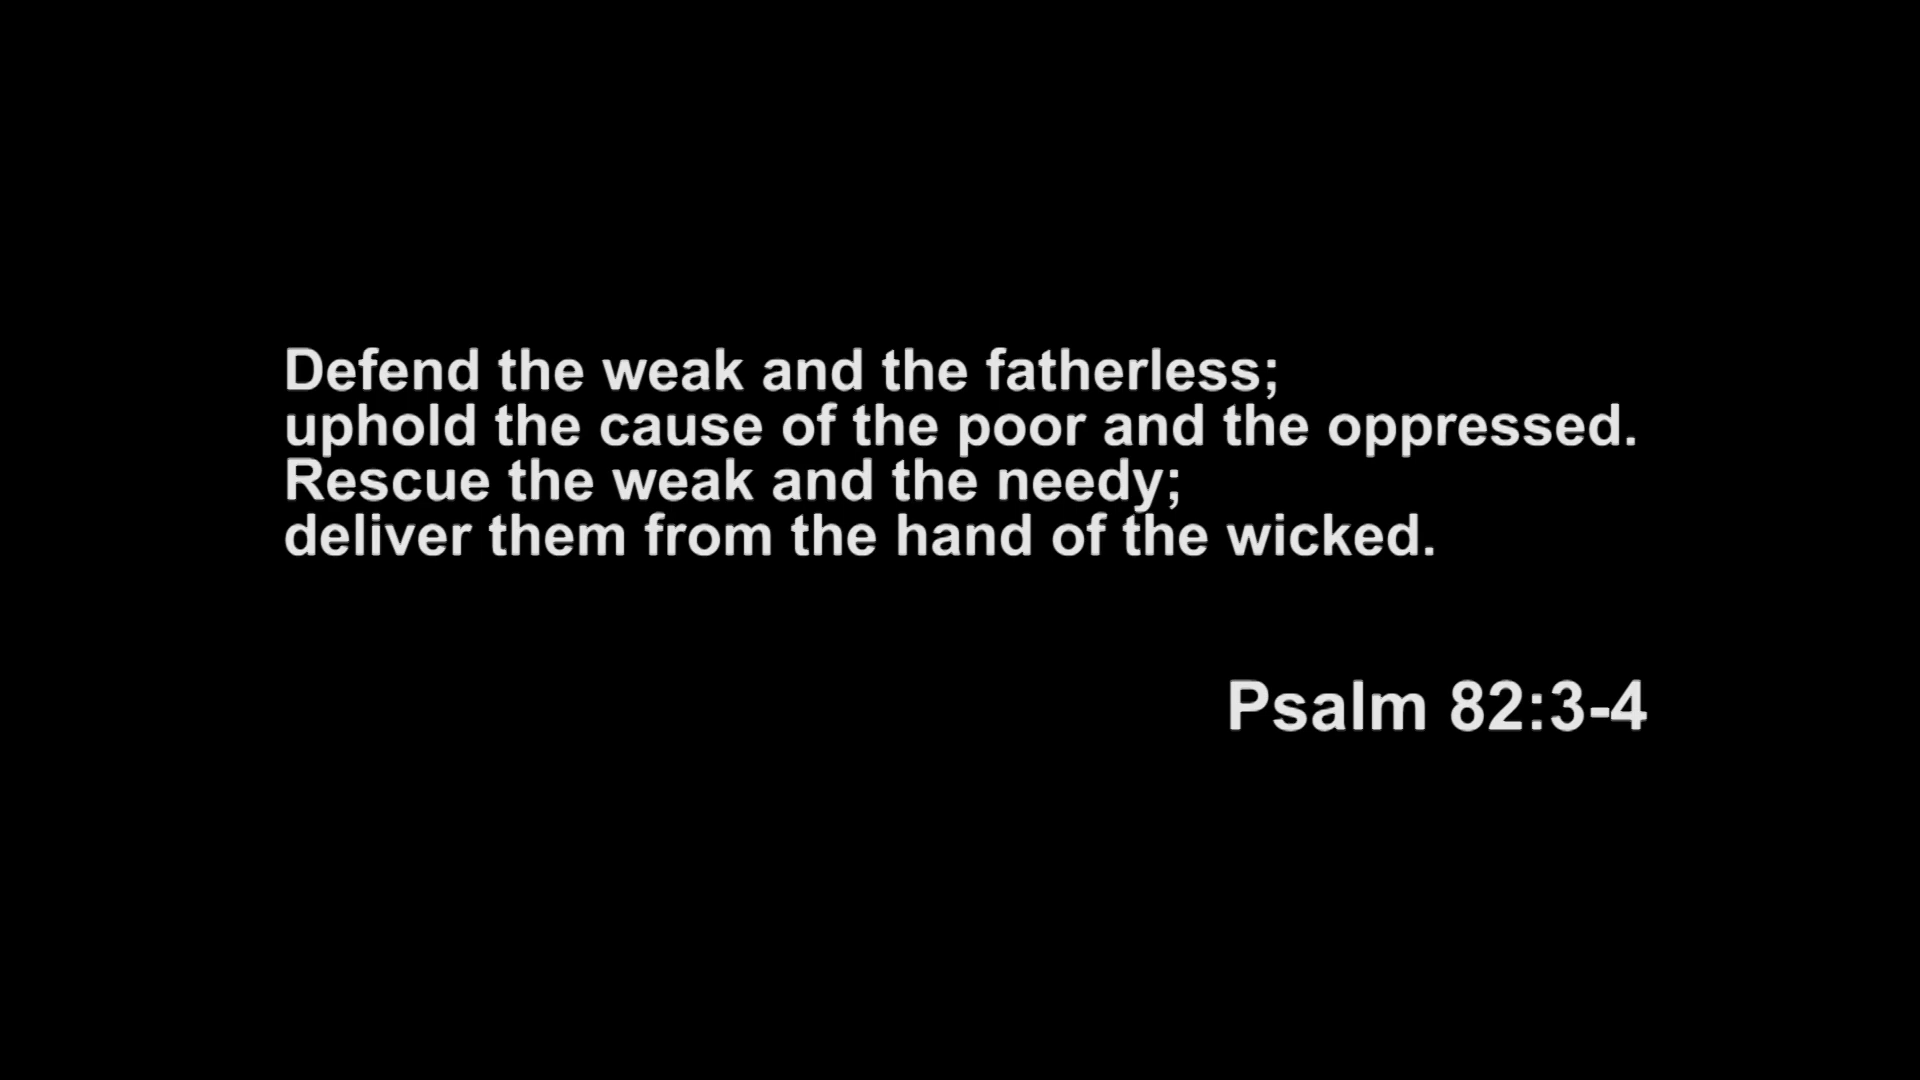 Defend the weak and the fatherless;
uphold the cause of the poor and the oppressed.
Rescue the weak and the needy;
deliver them from the hand of the wicked.
Psalm 82:3-4